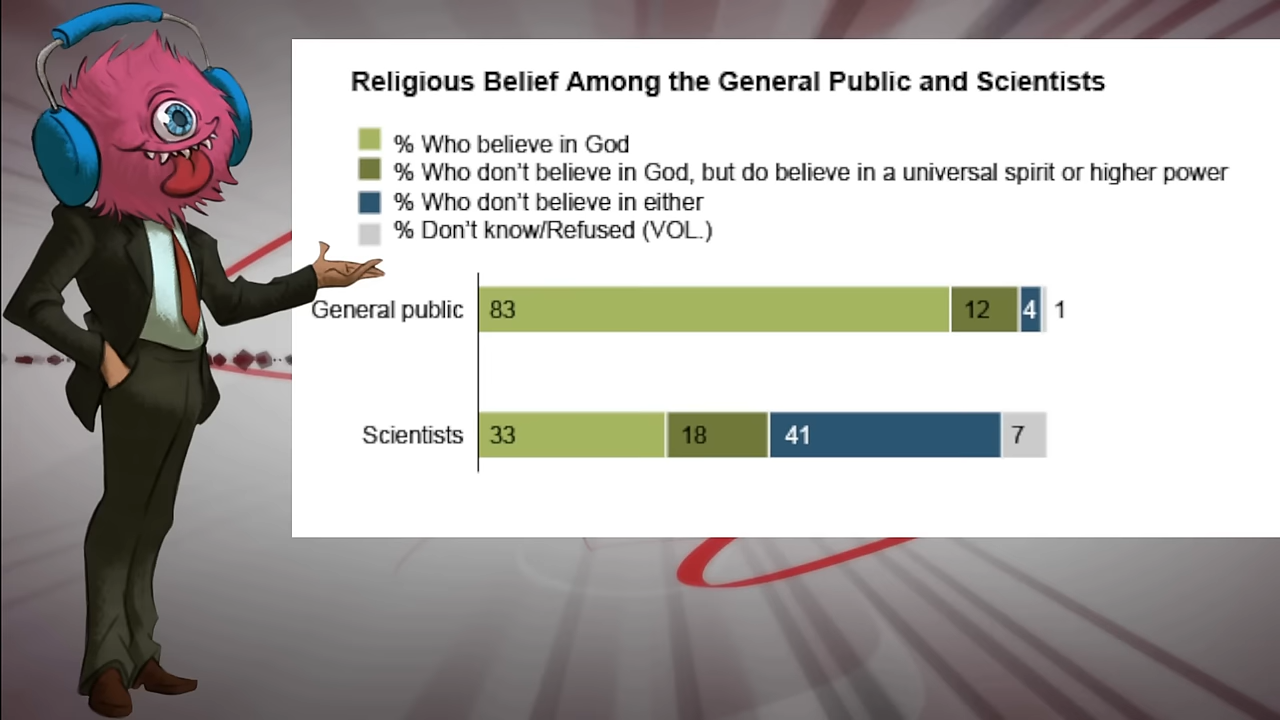 Religious Belief Among the General Public and Scientists
% Who believe in God
% Who don't believe in God, but do believe in a universal spirit or higher power
% Who don't believe in either
% Don't know/Refused (VOL.)
General public 83 12 4 1
Scientists 33 18 41 7